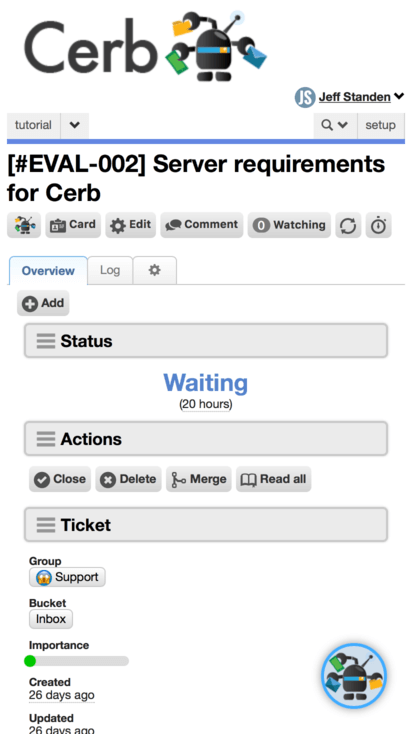 Cerb
JS Jeff Standen
tutorial
setup
[#EVAL-002] Server requirements
for Cerb
Card Edit Comment 0 Watching
Overview Log
Add
Status
Waiting
(20 hours)
Actions
Close Delete Merge Read all
Ticket
Group
Support
Bucket
Inbox
Importance
Created
26 days ago
Updated
26 days ago